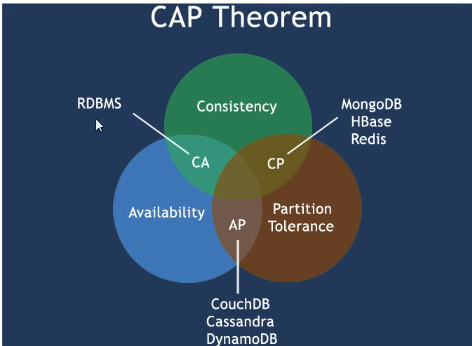 CAP Theorem
RDBMS
Consistency
MongoDB
HBase
Redis
CA
CP
Availability
Partition
Tolerance
AP
CouchDB
Cassandra
DynamoDB